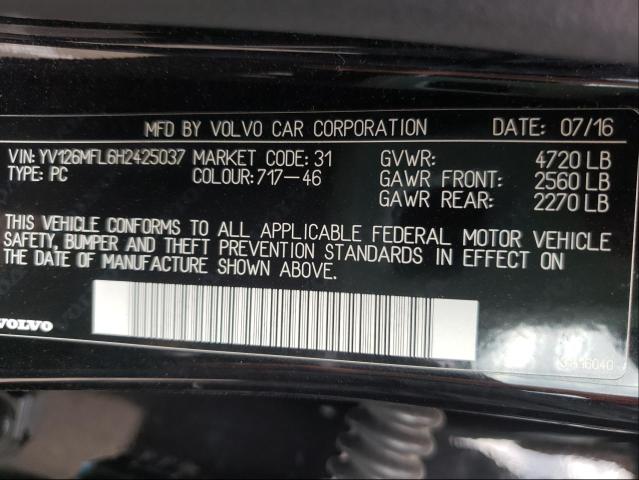 MFD BY VOLVO CAR CORPORATION DATE: 07/16
VIN: YV126MFL6H2425037 MARKET CODE: 31 GVWR: 4720 LB
TYPE: PC COLOUR: 717-46 GAWR FRONT: 2560 LB
GAWR REAR: 2270 LB
THIS VEHICLE CONFORMS TO ALL APPLICABLE FEDERAL MOTOR VEHICLE
SAFETY, BUMPER AND THEFT PREVENTION STANDARDS IN EFFECT ON
THE DATE OF MANUFACTURE SHOWN ABOVE.
VOLVO